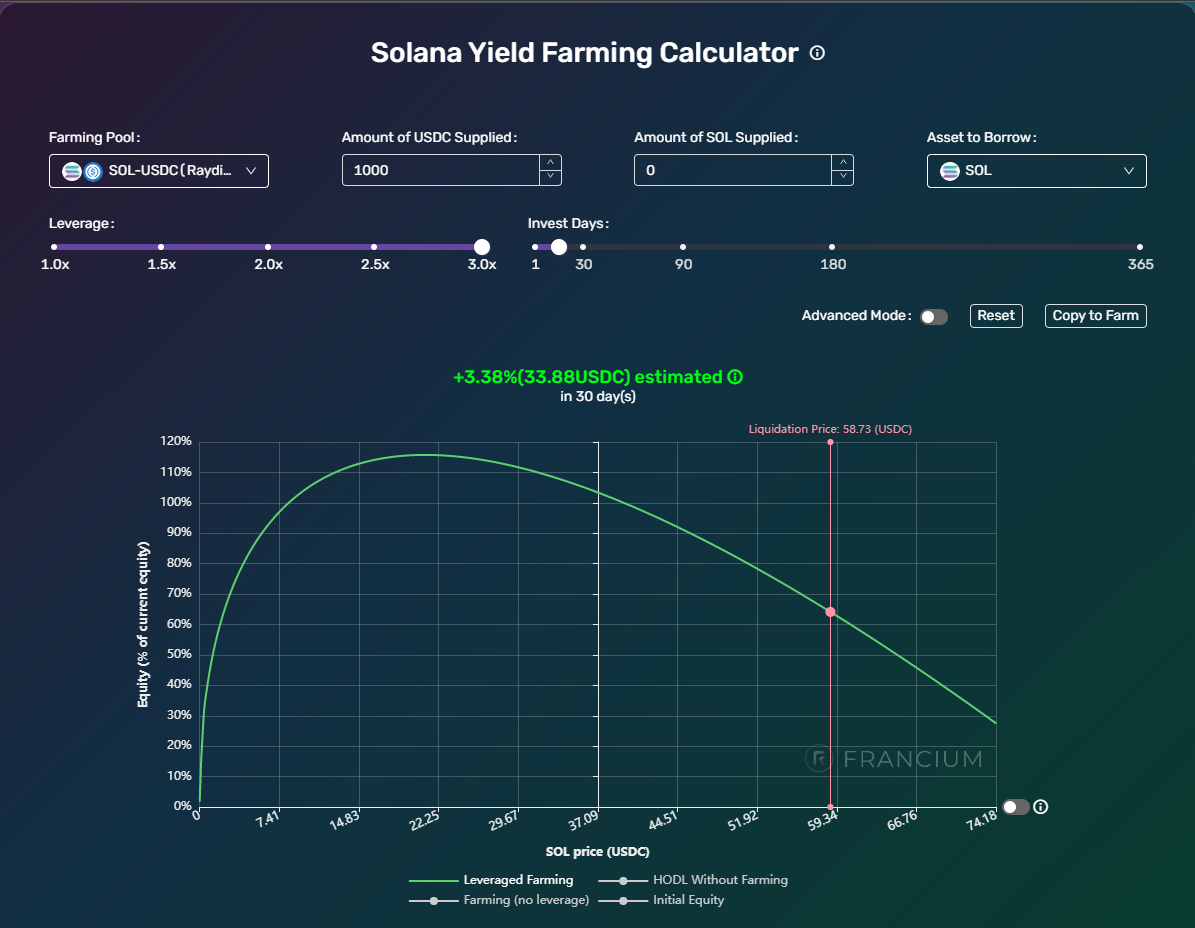 Solana Yield Farming Calculator
Farming Pool:
Amount of USDC Supplied:
Amount of SOL Supplied:
Asset to Borrow:
SOL-USDC(Raydi...
1000
0
SOL
Leverage:
Invest Days:
1.0x 1.5x 2.0x 2.5x 3.0x
1 30 90 180 365
Advanced Mode:
Reset
Copy to Farm
+3.38%(33.88USDC) estimated
in 30 day(s)
Liquidation Price: 58.73 (USDC)
120%
110%
100%
90%
80%
70%
60%
50%
40%
30%
20%
10%
0%
Equity (% of current equity)
FRANCIUM
0 7.41 14.83 22.25 29.67 37.09 44.51 51.92 59.34 66.76 74.18
SOL price (USDC)
Leveraged Farming
HODL Without Farming
Farming (no leverage)
Initial Equity